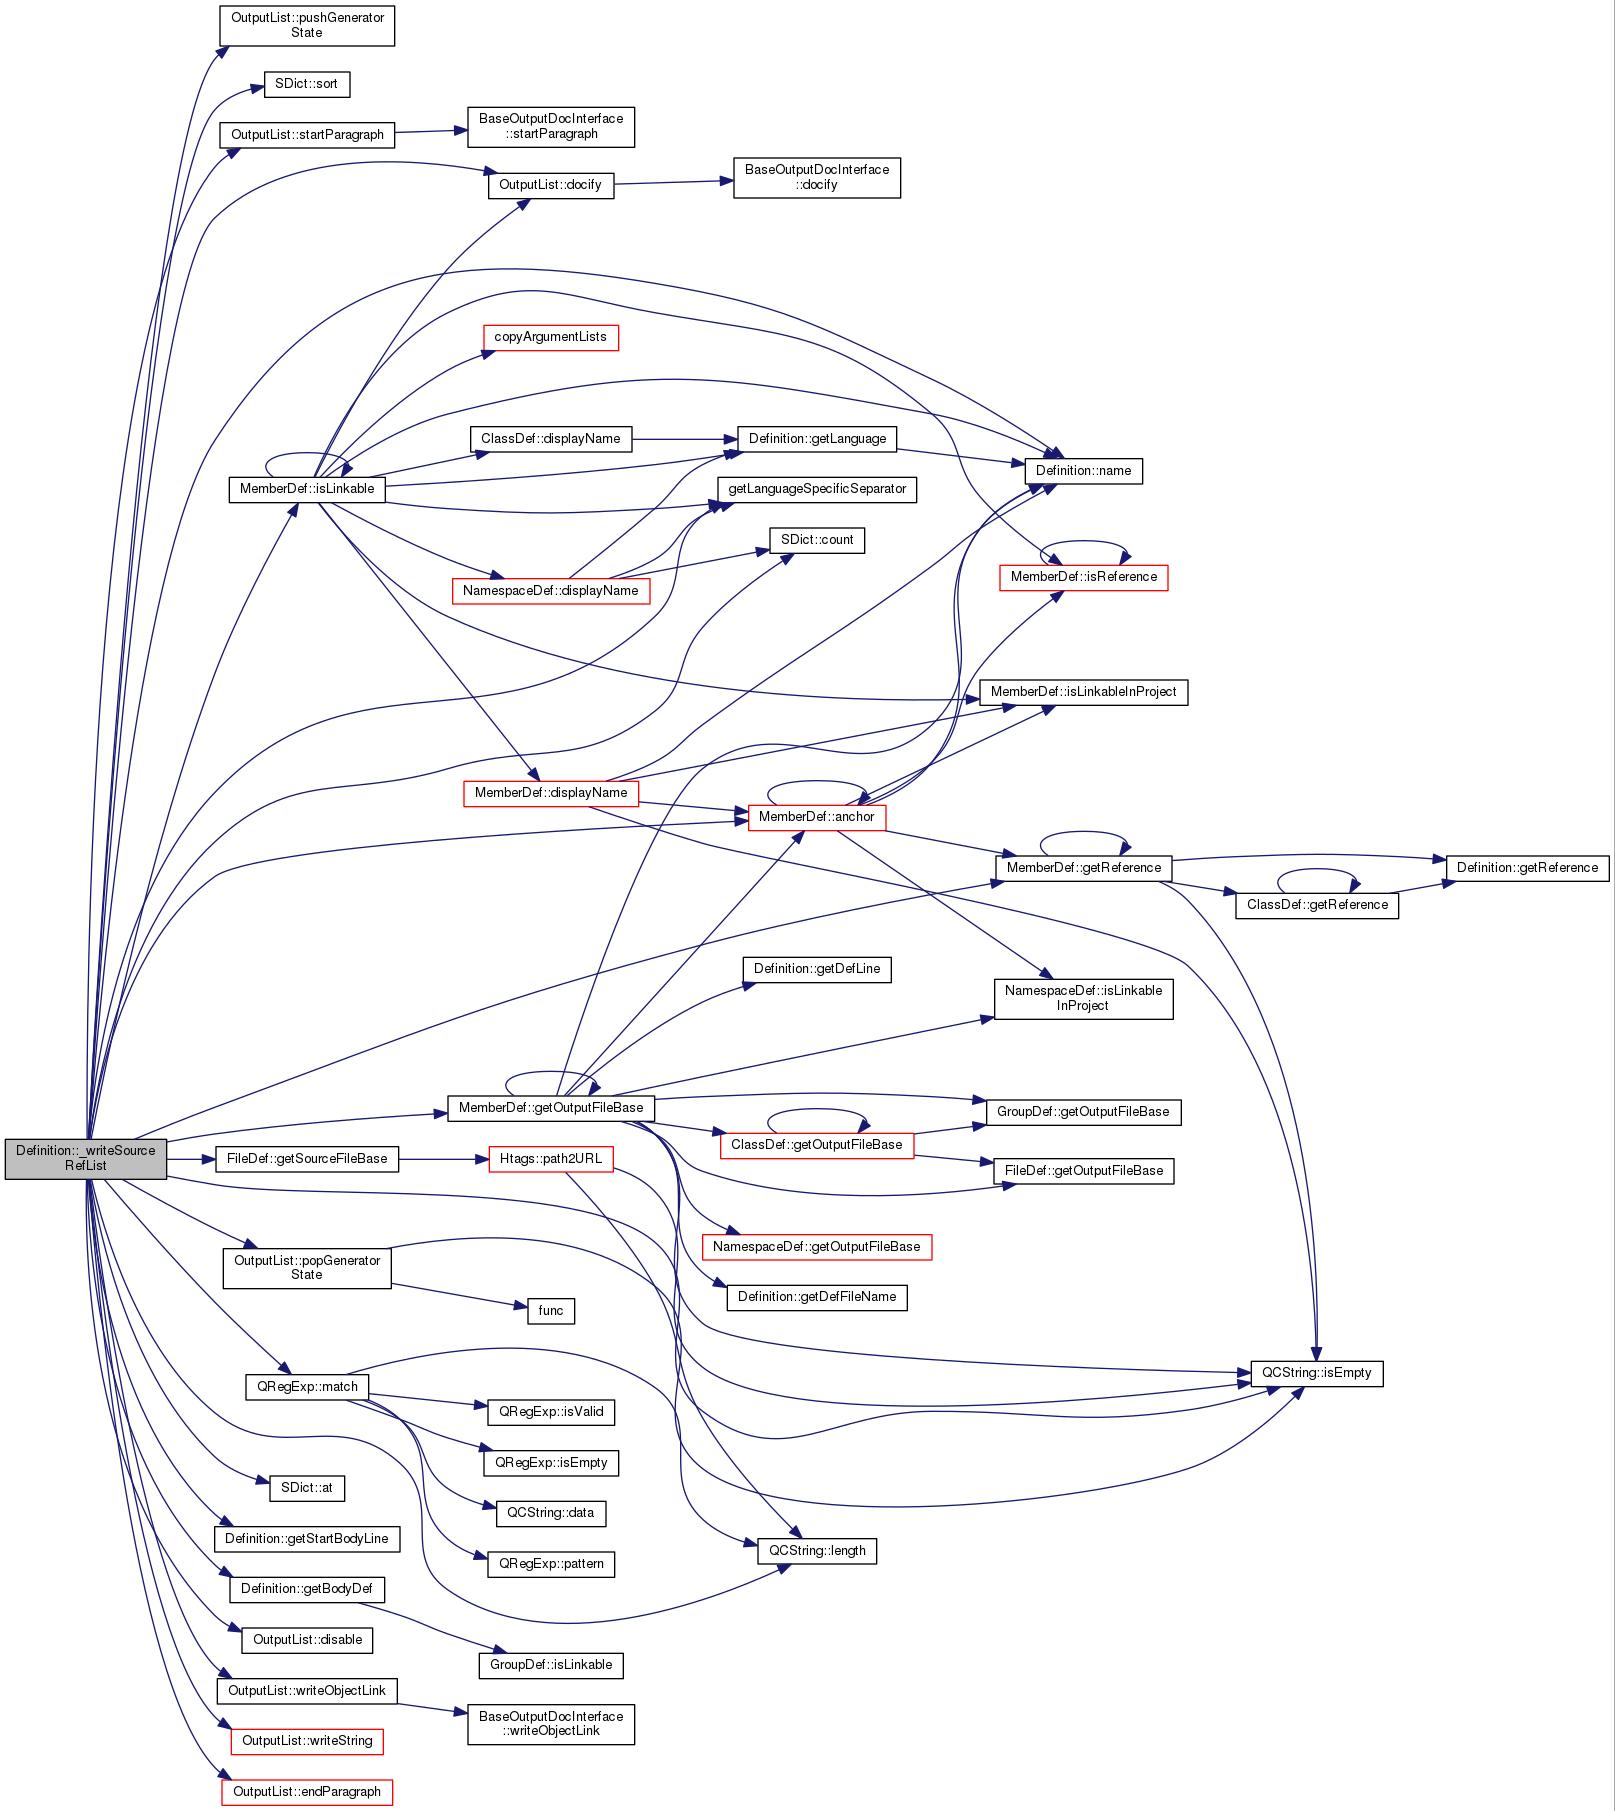 OutputList::pushGenerator
State
SDict::sort
OutputList::startParagraph
BaseOutputDocInterface
::startParagraph
OutputList::docify
BaseOutputDocInterface
::docify
copyArgumentLists
ClassDef::displayName
Definition::getLanguage
Definition::name
MemberDef::isLinkable
getLanguageSpecificSeparator
SDict::count
NamespaceDef::displayName
MemberDef::isReference
MemberDef::isLinkableInProject
MemberDef::displayName
MemberDef::anchor
MemberDef::getReference
Definition::getReference
ClassDef::getReference
Definition::getDefLine
NamespaceDef::isLinkable
InProject
MemberDef::getOutputFileBase
GroupDef::getOutputFileBase
ClassDef::getOutputFileBase
Definition::_writeSource
RefList
FileDef::getSourceFileBase
Htags::path2URL
FileDef::getOutputFileBase
NamespaceDef::getOutputFileBase
OutputList::popGenerator
State
Definition::getDefFileName
func
QCString::isEmpty
QRegExp::match
QRegExp::isValid
QRegExp::isEmpty
SDict::at
QCString::data
Definition::getStartBodyLine
QCString::length
QRegExp::pattern
Definition::getBodyDef
OutputList::disable
GroupDef::isLinkable
OutputList::writeObjectLink
BaseOutputDocInterface
::writeObjectLink
OutputList::writeString
OutputList::endParagraph